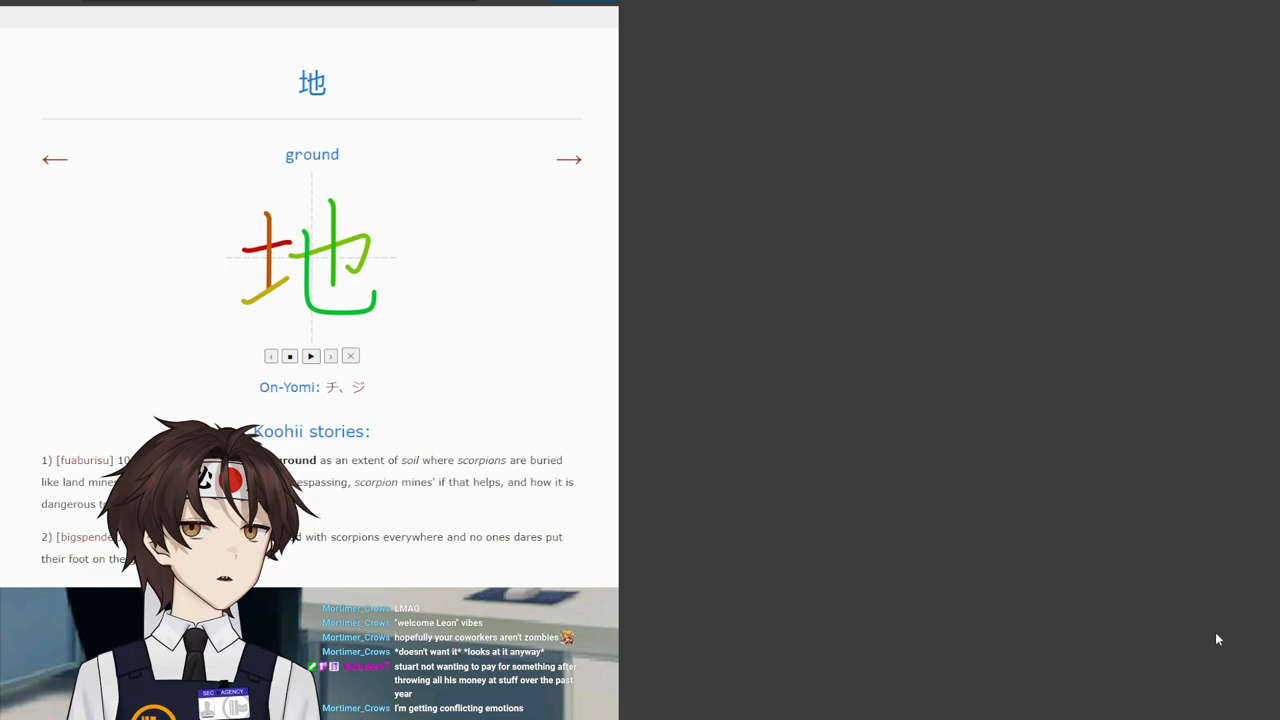 地
← ground →
On-Yomi: チ、ジ
Koohii stories:
1) [fuaburisu] 10 ground as an extent of soil where scorpions are buried
like land mine espassing, scorpion mines' if that helps, and how it is
dangerous
2) [bigspende with scorpions everywhere and no ones dares put
their foot on the
必
SEC AGENCY
Mortimer_Crows LMAO
Mortimer_Crows "welcome Leon" vibes
Mortimer_Crows hopefully your coworkers aren't zombies
Mortimer_Crows *doesn't want it* *looks at it anyway*
stuart not wanting to pay for something after
throwing all his money at stuff over the past
year
Mortimer_Crows I'm getting conflicting emotions